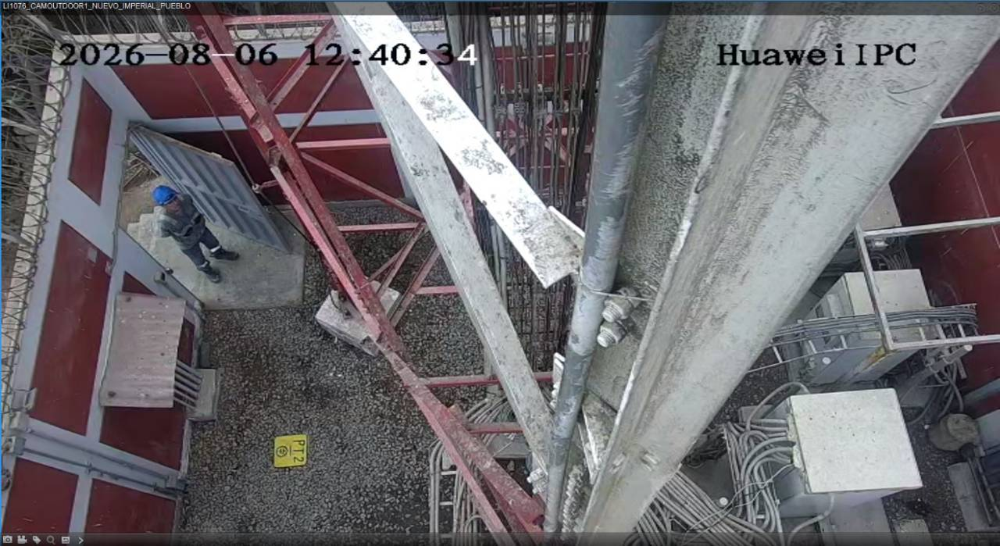 LI1076_CAMOUTDOOR1_NUEVO_IMPERIAL_PUEBLO
2026-08-06 12:40:34
HuaweiIPC
PT2